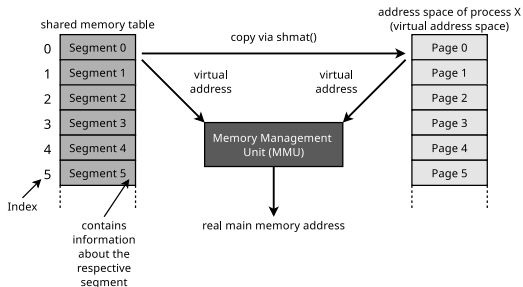 shared memory table
address space of process X
(virtual address space)
copy via shmat()
0
Segment 0
Page 0
1
Segment 1
Page 1
virtual
address
virtual
address
2
Segment 2
Page 2
3
Segment 3
Page 3
4
Segment 4
Page 4
Memory Management
Unit (MMU)
5
Segment 5
Page 5
Index
contains
information
about the
respective
segment
real main memory address